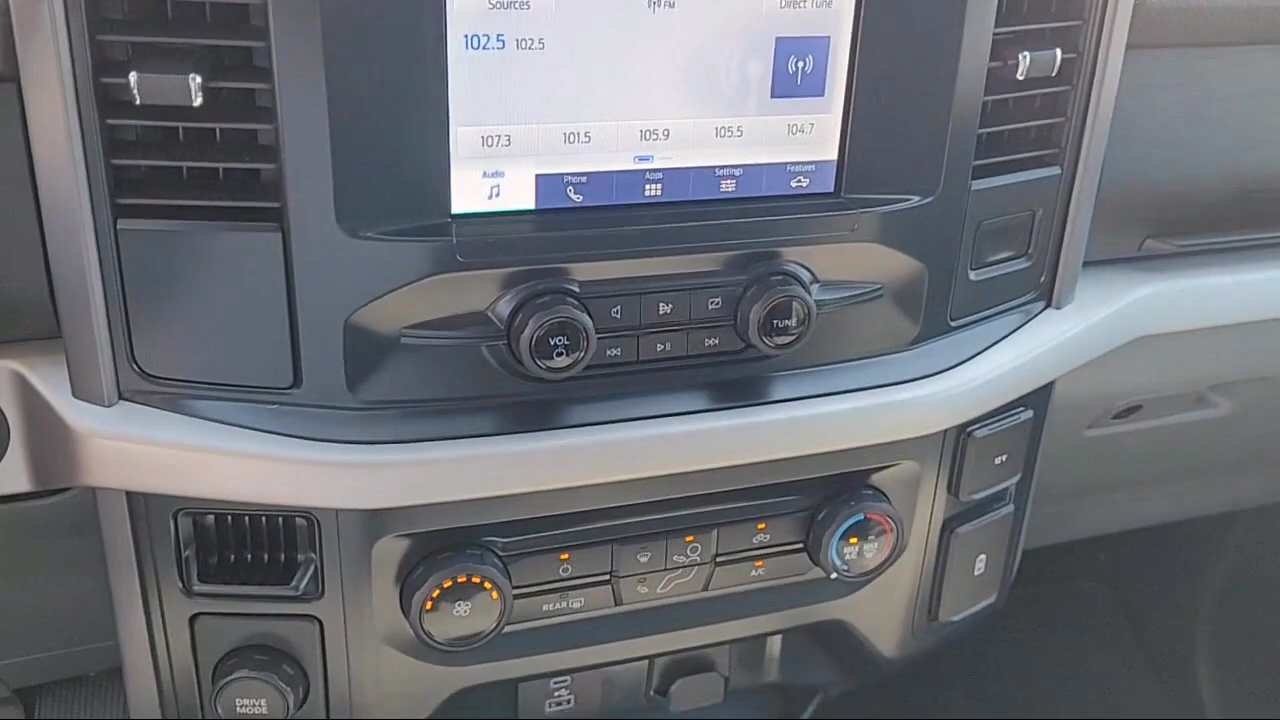 Sources FM Direct Tune
102.5 102.5
107.3 101.5 105.9 105.5 104.7
Audio Phone Apps Settings Features
VOL TUNE
MAX A/C MAX
A/C
REAR
DRIVE MODE